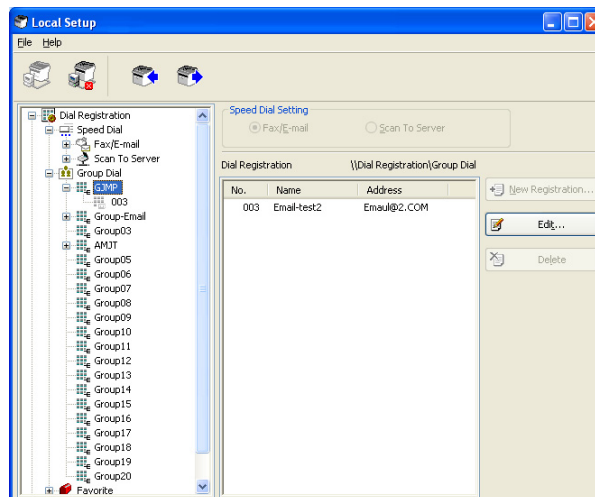 Local Setup
File Help
Speed Dial Setting
Fax/E-mail Scan To Server
Dial Registration \\Dial Registration\Group Dial
No. Name Address
003 Email-test2 Emaul@2.COM
New Registration...
Edit...
Delete
Dial Registration
Speed Dial
Fax/E-mail
Scan To Server
Group Dial
GJMP
003
Group-Email
Group03
AMJT
Group05
Group06
Group07
Group08
Group09
Group10
Group11
Group12
Group13
Group14
Group15
Group16
Group17
Group18
Group19
Group20
Favorite